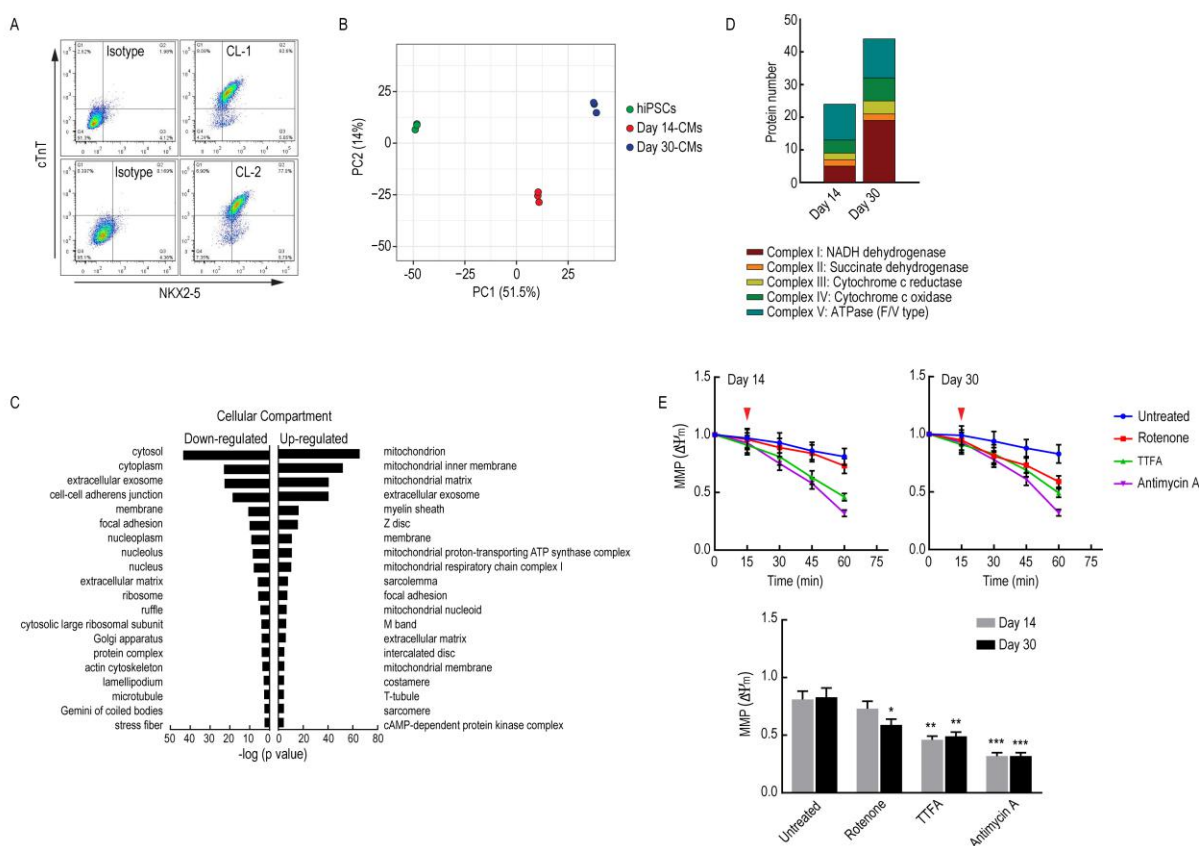 A
Isotype
CL-1
Isotype
CL-2
cTnT
NKX2-5
B
PC2 (14%)
25
0
−25
−50
−50
−25
0
25
PC1 (51.5%)
hiPSCs
Day 14-CMs
Day 30-CMs
D
Protein number
50
40
30
20
10
0
Day 14
Day 30
Complex I: NADH dehydrogenase
Complex II: Succinate dehydrogenase
Complex III: Cytochrome c reductase
Complex IV: Cytochrome c oxidase
Complex V: ATPase (F/V type)
C
Cellular Compartment
Down-regulated Up-regulated
cytosol mitochondrion
cytoplasm mitochondrial inner membrane
extracellular exosome mitochondrial matrix
cell-cell adherens junction extracellular exosome
membrane myelin sheath
focal adhesion Z disc
nucleoplasm membrane
nucleolus mitochondrial proton-transporting ATP synthase complex
nucleus mitochondrial respiratory chain complex I
extracellular matrix sarcolemma
ribosome focal adhesion
ruffle mitochondrial nucleoid
cytosolic large ribosomal subunit M band
Golgi apparatus extracellular matrix
protein complex intercalated disc
actin cytoskeleton mitochondrial membrane
lamellipodium costamere
microtubule T-tubule
Gemini of coiled bodies sarcomere
stress fiber cAMP-dependent protein kinase complex
50 40 30 20 10 0 0 20 40 60 80
-log (p value)
E
Day 14
MMP (ΔΨm)
1.5
1.0
0.5
0.0
0 15 30 45 60 75
Time (min)
Day 30
1.5
1.0
0.5
0.0
0 15 30 45 60 75
Time (min)
Untreated
Rotenone
TTFA
Antimycin A
Day 14
Day 30
MMP (ΔΨm)
1.5
1.0
0.5
0.0
*
** **
*** ***
Untreated
Rotenone
TTFA
Antimycin A